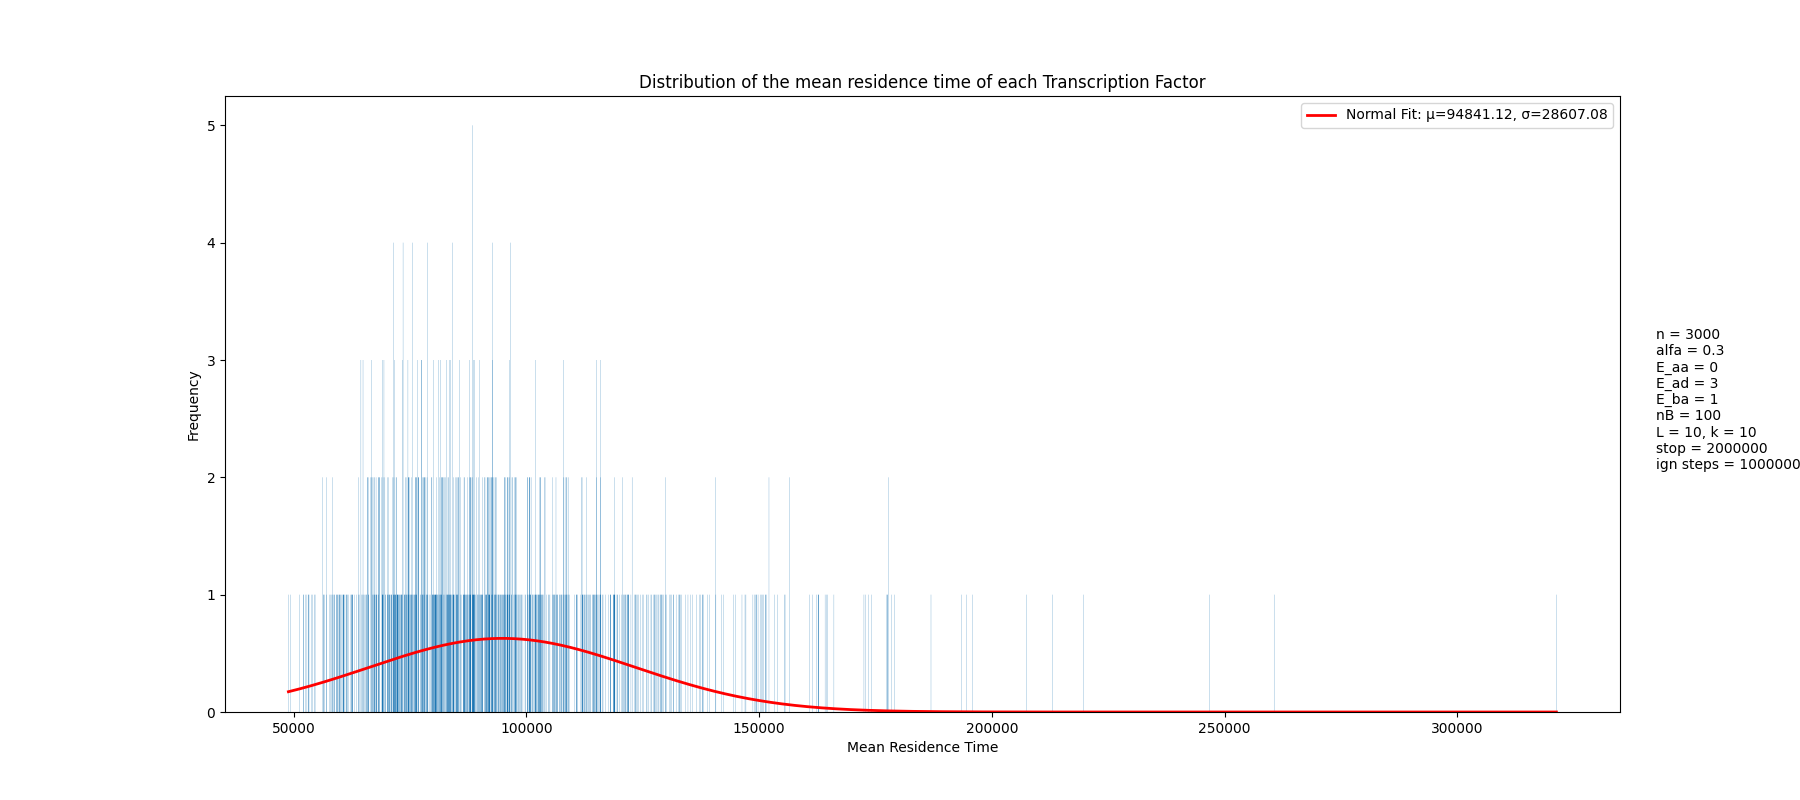 Distribution of the mean residence time of each Transcription Factor
Normal Fit: μ=94841.12, σ=28607.08
5
4
3
2
1
0
Frequency
50000 100000 150000 200000 250000 300000
Mean Residence Time
n = 3000
alfa = 0.3
E_aa = 0
E_ad = 3
E_ba = 1
nB = 100
L = 10, k = 10
stop = 2000000
ign steps = 1000000